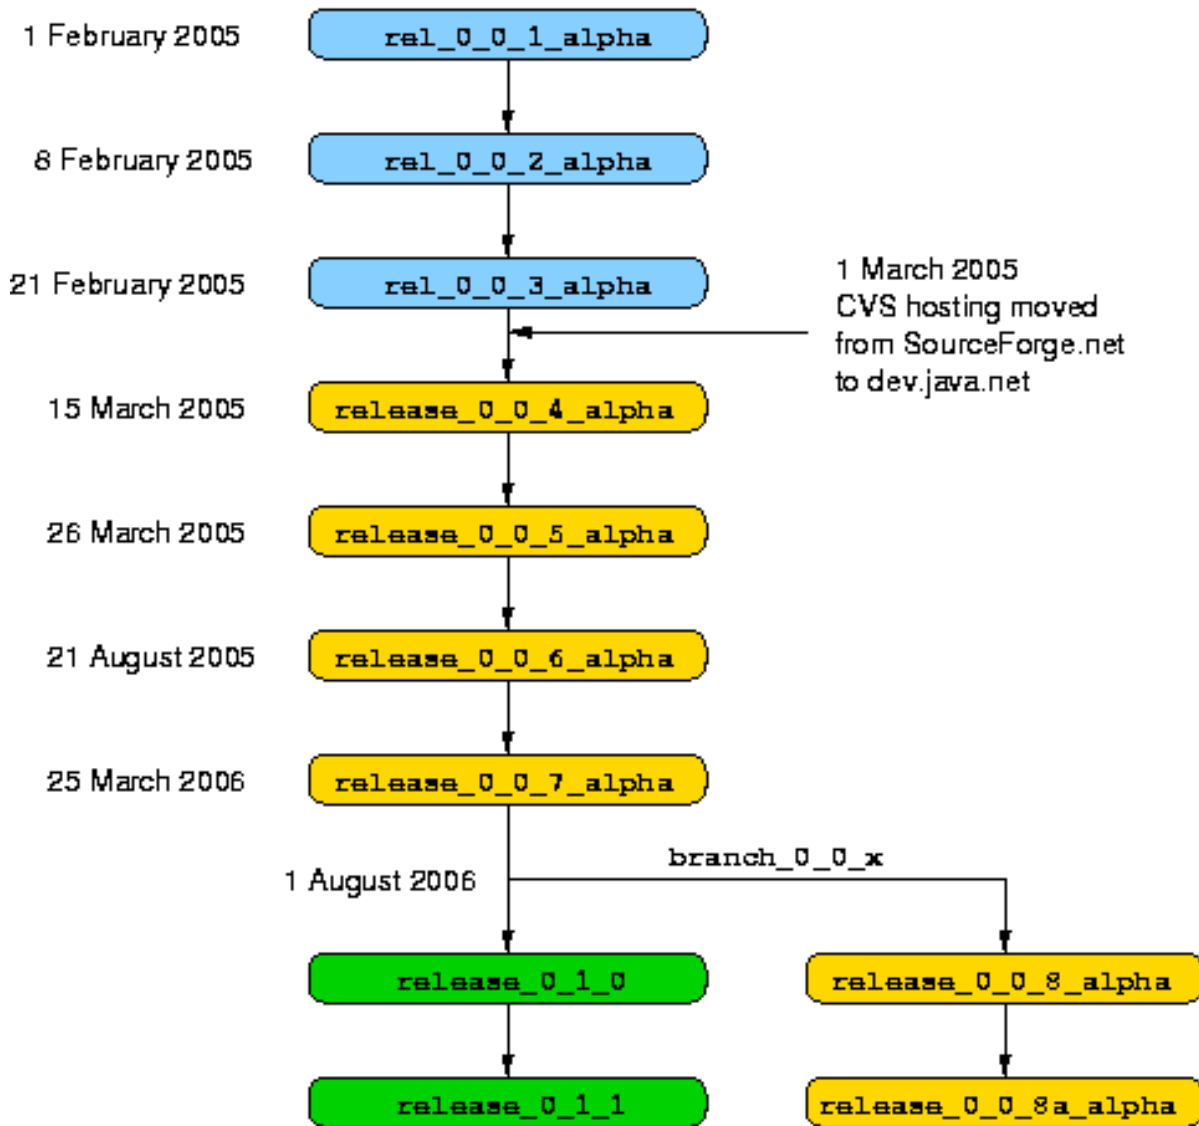 1 February 2005
rel_0_0_1_alpha
8 February 2005
rel_0_0_2_alpha
21 February 2005
rel_0_0_3_alpha
1 March 2005
CVS hosting moved
from SourceForge.net
to dev.java.net
15 March 2005
release_0_0_4_alpha
26 March 2005
release_0_0_5_alpha
21 August 2005
release_0_0_6_alpha
25 March 2006
release_0_0_7_alpha
branch_0_0_x
1 August 2006
release_0_1_0
release_0_0_8_alpha
release_0_1_1
release_0_0_8a_alpha